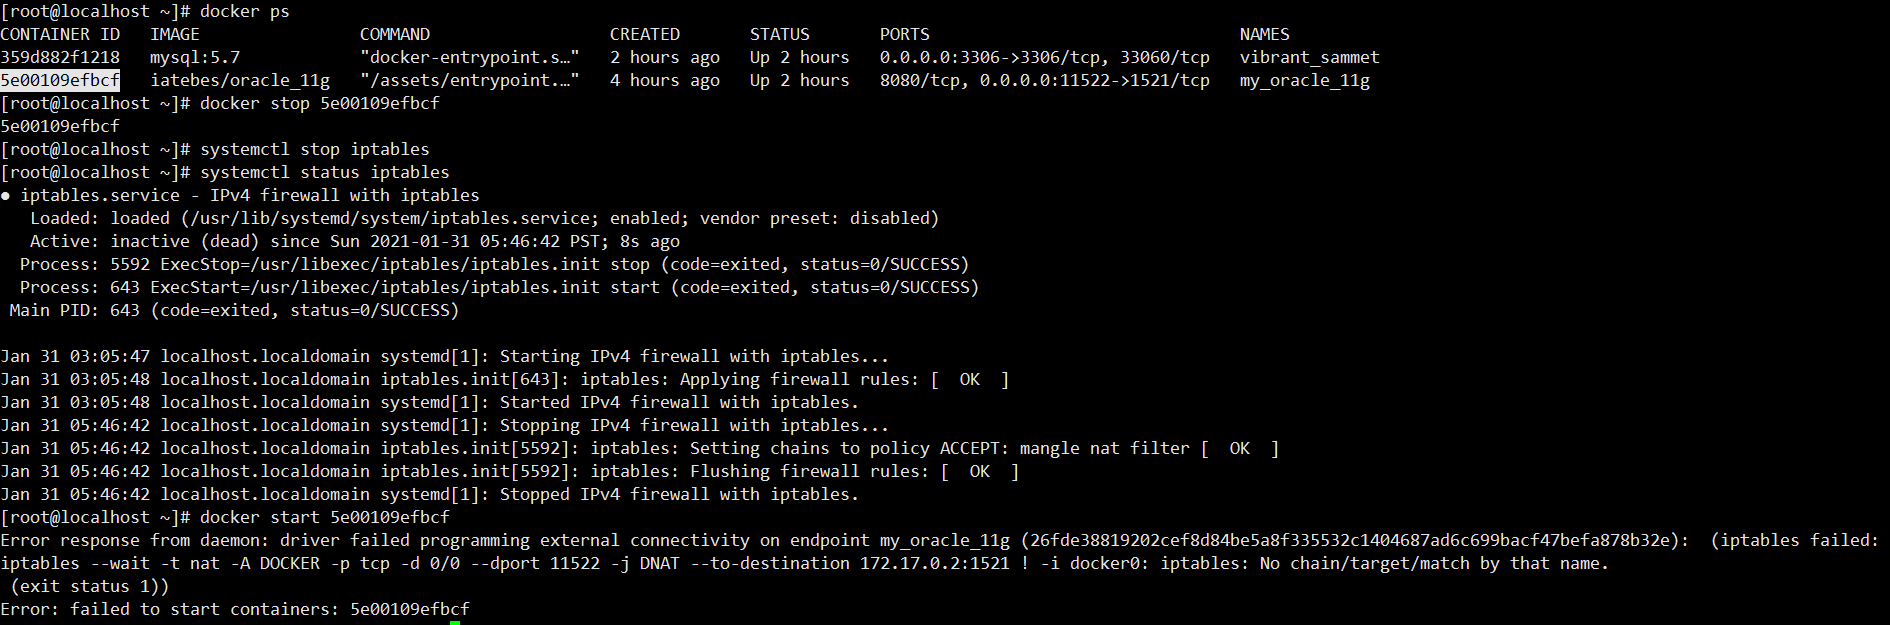 [root@localhost ~]# docker ps
CONTAINER ID   IMAGE                COMMAND                  CREATED       STATUS       PORTS                               NAMES
359d882f1218   mysql:5.7            "docker-entrypoint.s…"   2 hours ago   Up 2 hours   0.0.0.0:3306->3306/tcp, 33060/tcp   vibrant_sammet
5e00109efbcf   iatebes/oracle_11g   "/assets/entrypoint.…"   4 hours ago   Up 2 hours   8080/tcp, 0.0.0.0:11522->1521/tcp   my_oracle_11g
[root@localhost ~]# docker stop 5e00109efbcf
5e00109efbcf
[root@localhost ~]# systemctl stop iptables
[root@localhost ~]# systemctl status iptables
● iptables.service - IPv4 firewall with iptables
   Loaded: loaded (/usr/lib/systemd/system/iptables.service; enabled; vendor preset: disabled)
   Active: inactive (dead) since Sun 2021-01-31 05:46:42 PST; 8s ago
  Process: 5592 ExecStop=/usr/libexec/iptables/iptables.init stop (code=exited, status=0/SUCCESS)
  Process: 643 ExecStart=/usr/libexec/iptables/iptables.init start (code=exited, status=0/SUCCESS)
 Main PID: 643 (code=exited, status=0/SUCCESS)

Jan 31 03:05:47 localhost.localdomain systemd[1]: Starting IPv4 firewall with iptables...
Jan 31 03:05:48 localhost.localdomain iptables.init[643]: iptables: Applying firewall rules: [  OK  ]
Jan 31 03:05:48 localhost.localdomain systemd[1]: Started IPv4 firewall with iptables.
Jan 31 05:46:42 localhost.localdomain systemd[1]: Stopping IPv4 firewall with iptables...
Jan 31 05:46:42 localhost.localdomain iptables.init[5592]: iptables: Setting chains to policy ACCEPT: mangle nat filter [  OK  ]
Jan 31 05:46:42 localhost.localdomain iptables.init[5592]: iptables: Flushing firewall rules: [  OK  ]
Jan 31 05:46:42 localhost.localdomain systemd[1]: Stopped IPv4 firewall with iptables.
[root@localhost ~]# docker start 5e00109efbcf
Error response from daemon: driver failed programming external connectivity on endpoint my_oracle_11g (26fde38819202cef8d84be5a8f335532c1404687ad6c699bacf47befa878b32e):  (iptables failed:
iptables --wait -t nat -A DOCKER -p tcp -d 0/0 --dport 11522 -j DNAT --to-destination 172.17.0.2:1521 ! -i docker0: iptables: No chain/target/match by that name.
 (exit status 1))
Error: failed to start containers: 5e00109efbcf